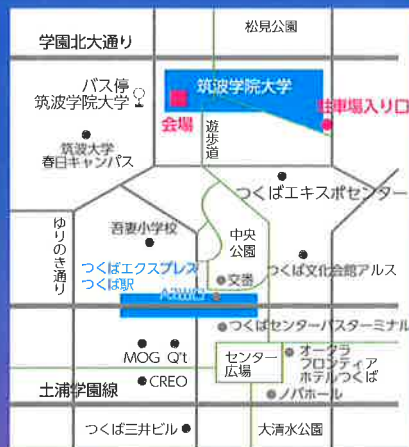 松見公園
学園北大通り
バス停
筑波学院大学
筑波学院大学
会場
駐車場入り口
遊歩道
筑波大学
春日キャンパス
つくばエキスポセンター
ゆりのき通り
吾妻小学校
中央
公園
つくばエクスプレス
つくば駅
つくば文化会館アルス
交番
つくばセンターバスターミナル
MOG
Q't
センター
広場
オークラ
フロンティア
ホテルつくば
CREO
土浦学園線
ノバホール
つくば三井ビル
大清水公園